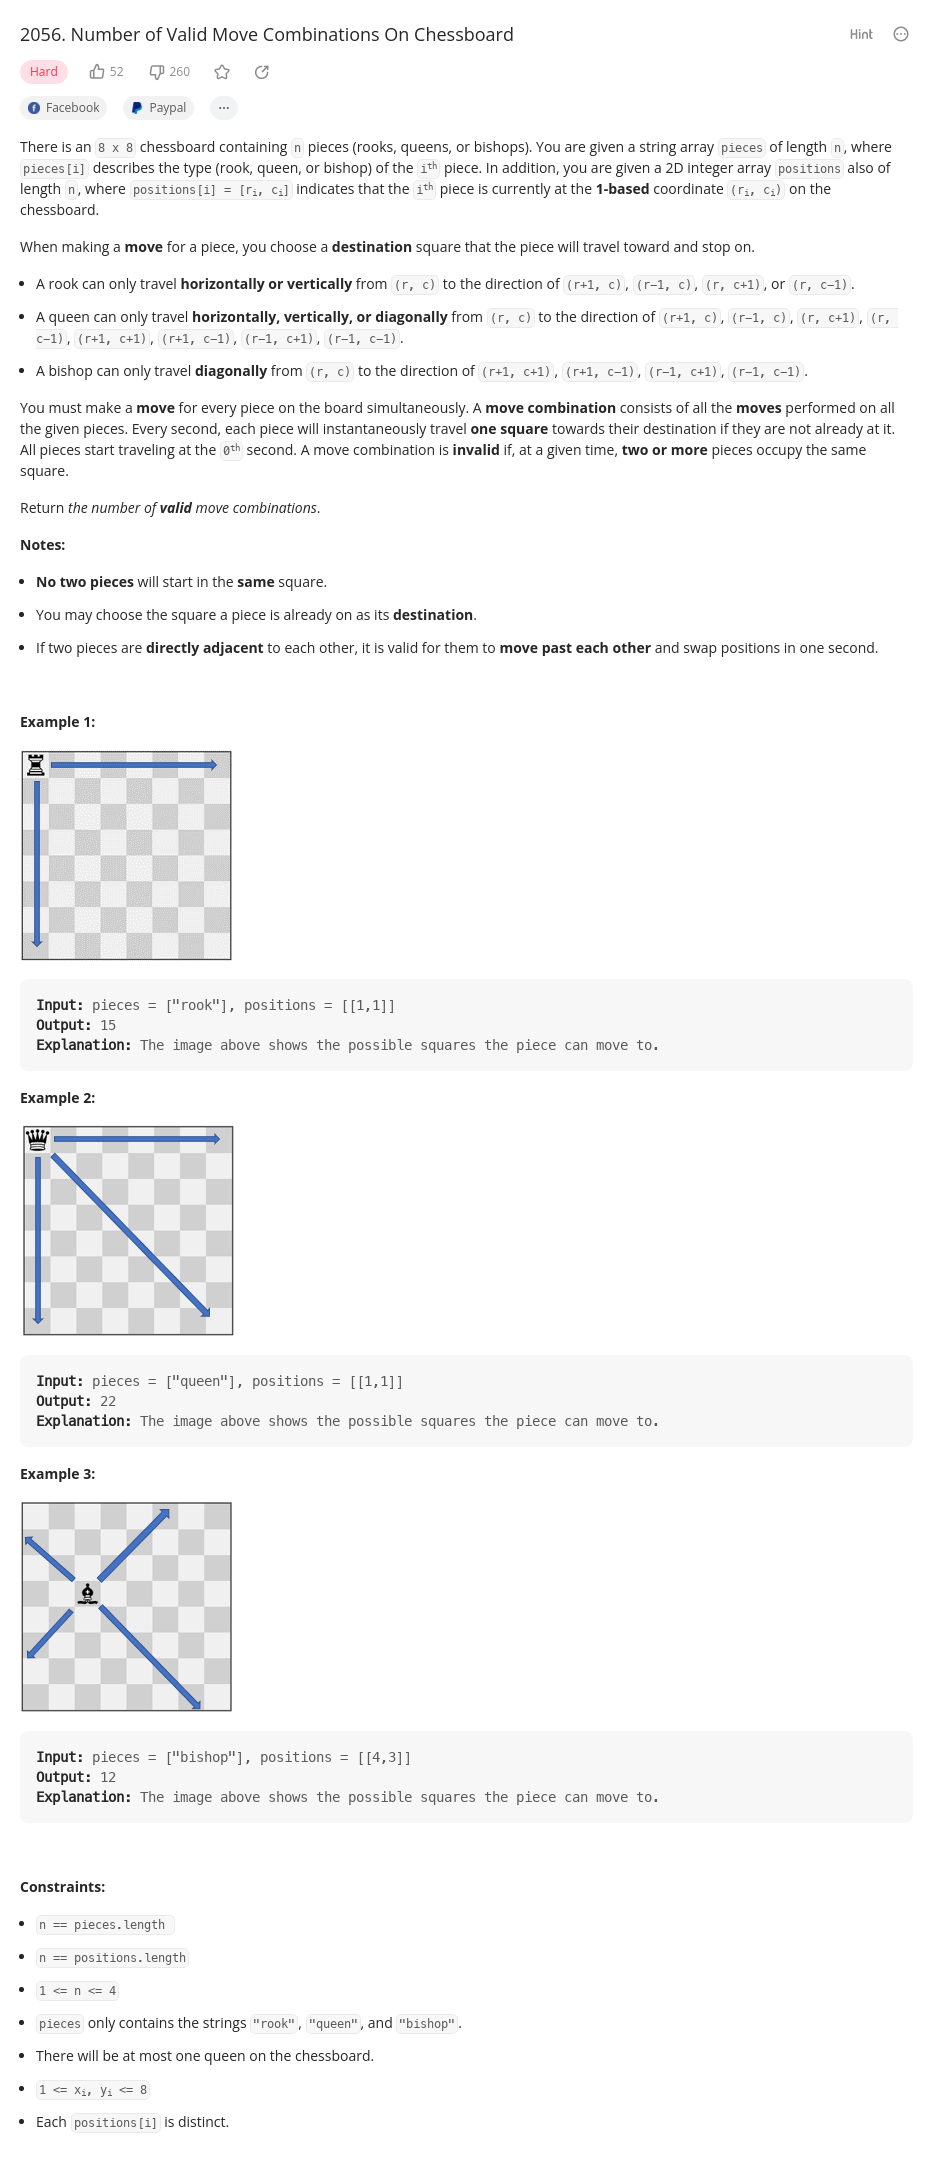 2056. Number of Valid Move Combinations On Chessboard
Hint
Hard 52 260
Facebook Paypal ...
There is an 8 x 8 chessboard containing n pieces (rooks, queens, or bishops). You are given a string array pieces of length n, where
pieces[i] describes the type (rook, queen, or bishop) of the ith piece. In addition, you are given a 2D integer array positions also of
length n, where positions[i] = [ri, ci] indicates that the ith piece is currently at the 1-based coordinate (ri, ci) on the
chessboard.
When making a move for a piece, you choose a destination square that the piece will travel toward and stop on.
• A rook can only travel horizontally or vertically from (r, c) to the direction of (r+1, c), (r−1, c), (r, c+1), or (r, c−1).
• A queen can only travel horizontally, vertically, or diagonally from (r, c) to the direction of (r+1, c), (r−1, c), (r, c+1), (r,
c−1), (r+1, c+1), (r+1, c−1), (r−1, c+1), (r−1, c−1).
• A bishop can only travel diagonally from (r, c) to the direction of (r+1, c+1), (r+1, c−1), (r−1, c+1), (r−1, c−1).
You must make a move for every piece on the board simultaneously. A move combination consists of all the moves performed on all
the given pieces. Every second, each piece will instantaneously travel one square towards their destination if they are not already at it.
All pieces start traveling at the 0th second. A move combination is invalid if, at a given time, two or more pieces occupy the same
square.
Return the number of valid move combinations.
Notes:
• No two pieces will start in the same square.
• You may choose the square a piece is already on as its destination.
• If two pieces are directly adjacent to each other, it is valid for them to move past each other and swap positions in one second.
Example 1:
Input: pieces = ["rook"], positions = [[1,1]]
Output: 15
Explanation: The image above shows the possible squares the piece can move to.
Example 2:
Input: pieces = ["queen"], positions = [[1,1]]
Output: 22
Explanation: The image above shows the possible squares the piece can move to.
Example 3:
Input: pieces = ["bishop"], positions = [[4,3]]
Output: 12
Explanation: The image above shows the possible squares the piece can move to.
Constraints:
• n == pieces.length
• n == positions.length
• 1 <= n <= 4
• pieces only contains the strings "rook", "queen", and "bishop".
• There will be at most one queen on the chessboard.
• 1 <= xi, yi <= 8
• Each positions[i] is distinct.